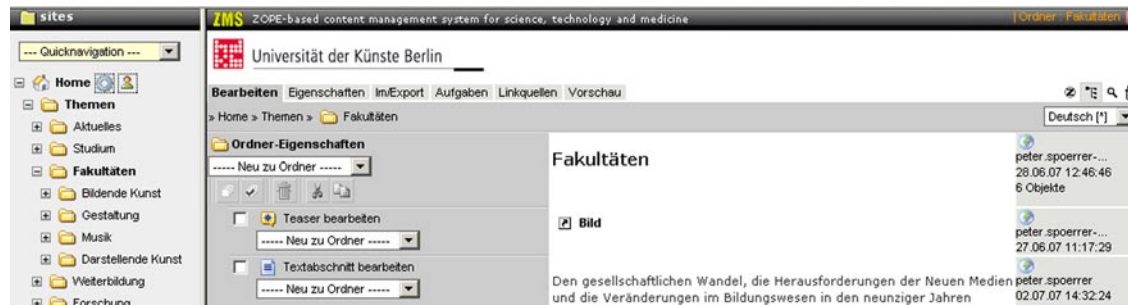 sites
ZMS ZOPE-based content management system for science, technology and medicine
| Ordner : Fakultäten
--- Quicknavigation ---
Universität der Künste Berlin
Home
Themen
Aktuelles
Studium
Fakultäten
Bildende Kunst
Gestaltung
Musik
Darstellende Kunst
Weiterbildung
Forschung
Bearbeiten Eigenschaften Im/Export Aufgaben Linkquellen Vorschau
» Home » Themen » Fakultäten
Deutsch [*]
Ordner-Eigenschaften
----- Neu zu Ordner -----
Fakultäten
peter.spoerrer-...
28.06.07 12:46:46
6 Objekte
Teaser bearbeiten
----- Neu zu Ordner -----
Bild
peter.spoerrer-...
27.06.07 11:17:29
Textabschnitt bearbeiten
----- Neu zu Ordner -----
Den gesellschaftlichen Wandel, die Herausforderungen der Neuen Medien
und die Veränderungen im Bildungswesen in den neunziger Jahren
peter.spoerrer
02.07.07 14:32:24